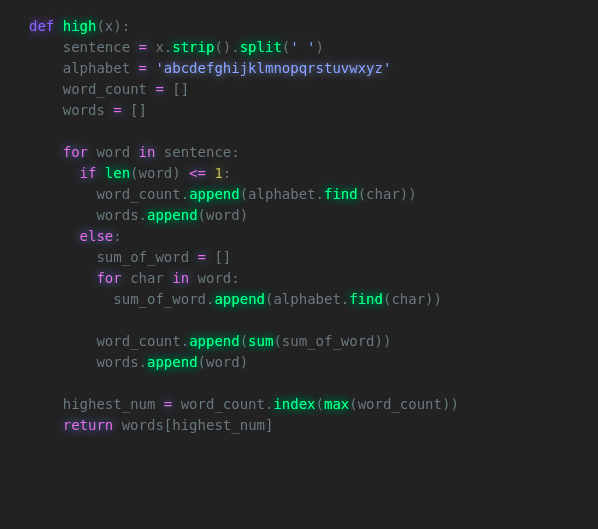 def high(x):
    sentence = x.strip().split(' ')
    alphabet = 'abcdefghijklmnopqrstuvwxyz'
    word_count = []
    words = []

    for word in sentence:
      if len(word) <= 1:
        word_count.append(alphabet.find(char))
        words.append(word)
      else:
        sum_of_word = []
        for char in word:
          sum_of_word.append(alphabet.find(char))

        word_count.append(sum(sum_of_word))
        words.append(word)

    highest_num = word_count.index(max(word_count))
    return words[highest_num]